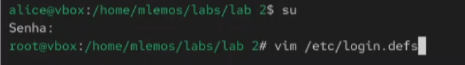 alice@vbox:/home/mlemos/labs/lab 2$ su
Senha:
root@vbox:/home/mlemos/labs/lab 2# vim /etc/login.defs